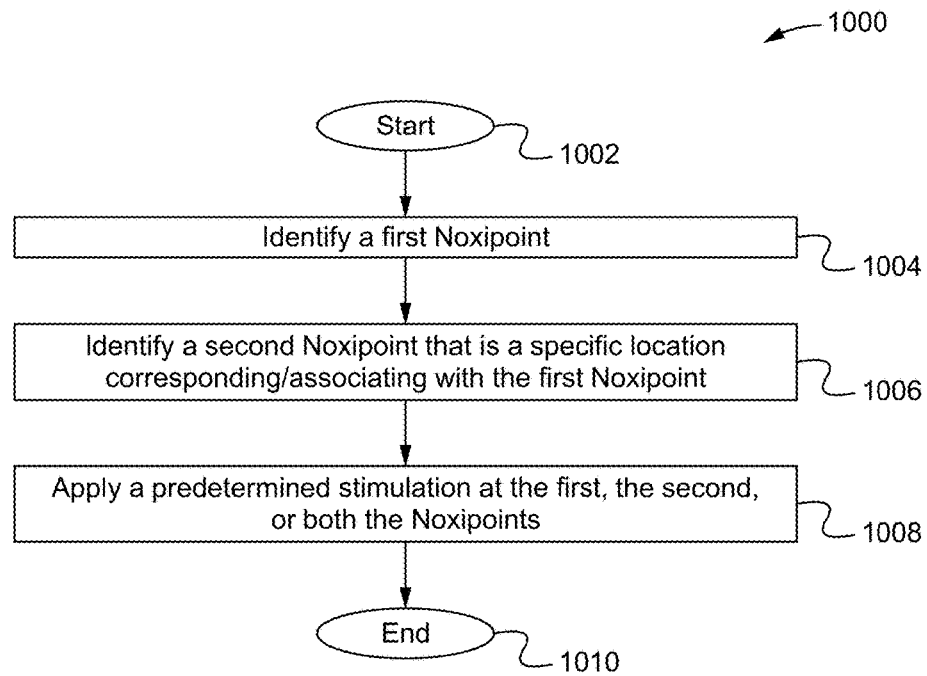 1000
Start
1002
Identify a first Noxipoint
1004
Identify a second Noxipoint that is a specific location
corresponding/associating with the first Noxipoint
1006
Apply a predetermined stimulation at the first, the second,
or both the Noxipoints
1008
End
1010